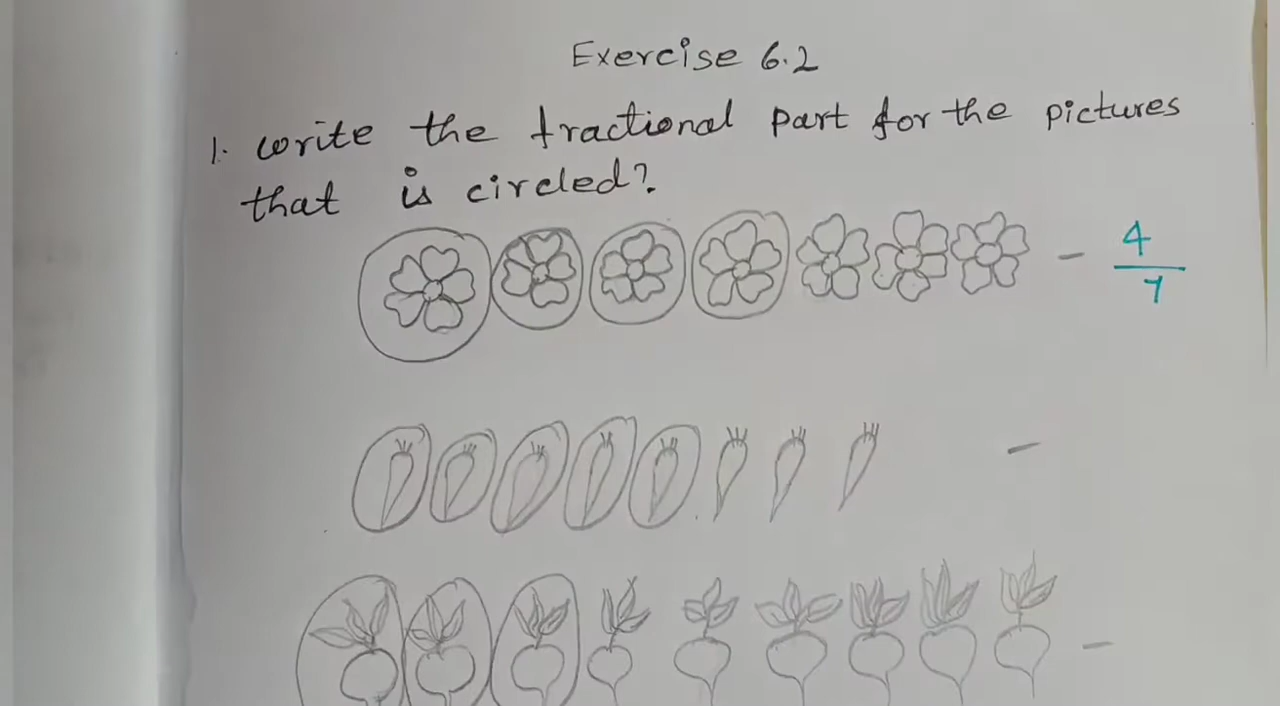 Exercise 6.2
1. Write the fractional part for the pictures
that is circled?
- 4/7
-
-